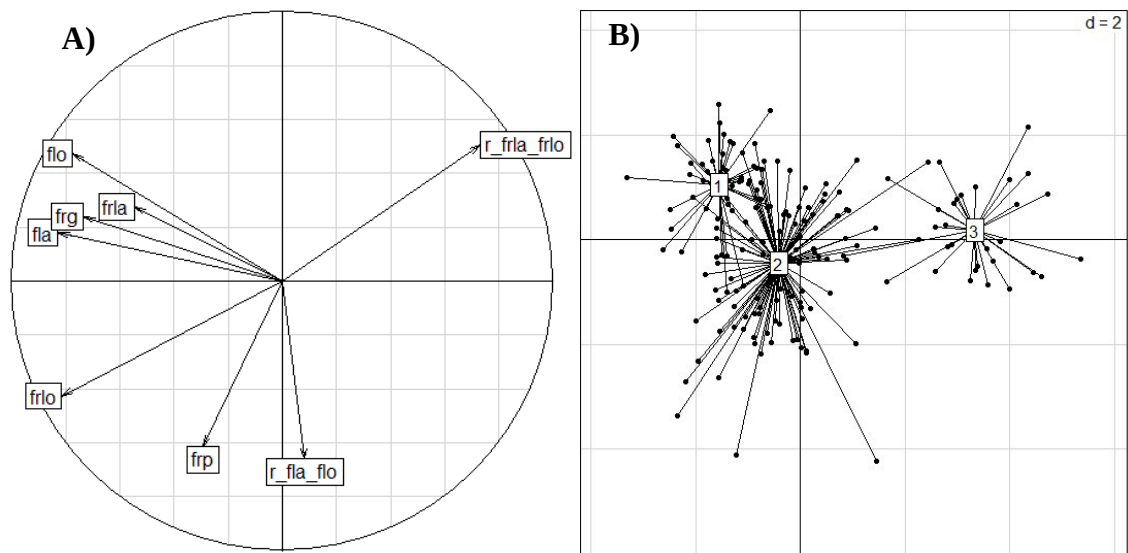 A)
flo
r_frla_frlo
frla
frg
fla
frlo
frp
r_fla_flo
B)
d = 2
1
2
3